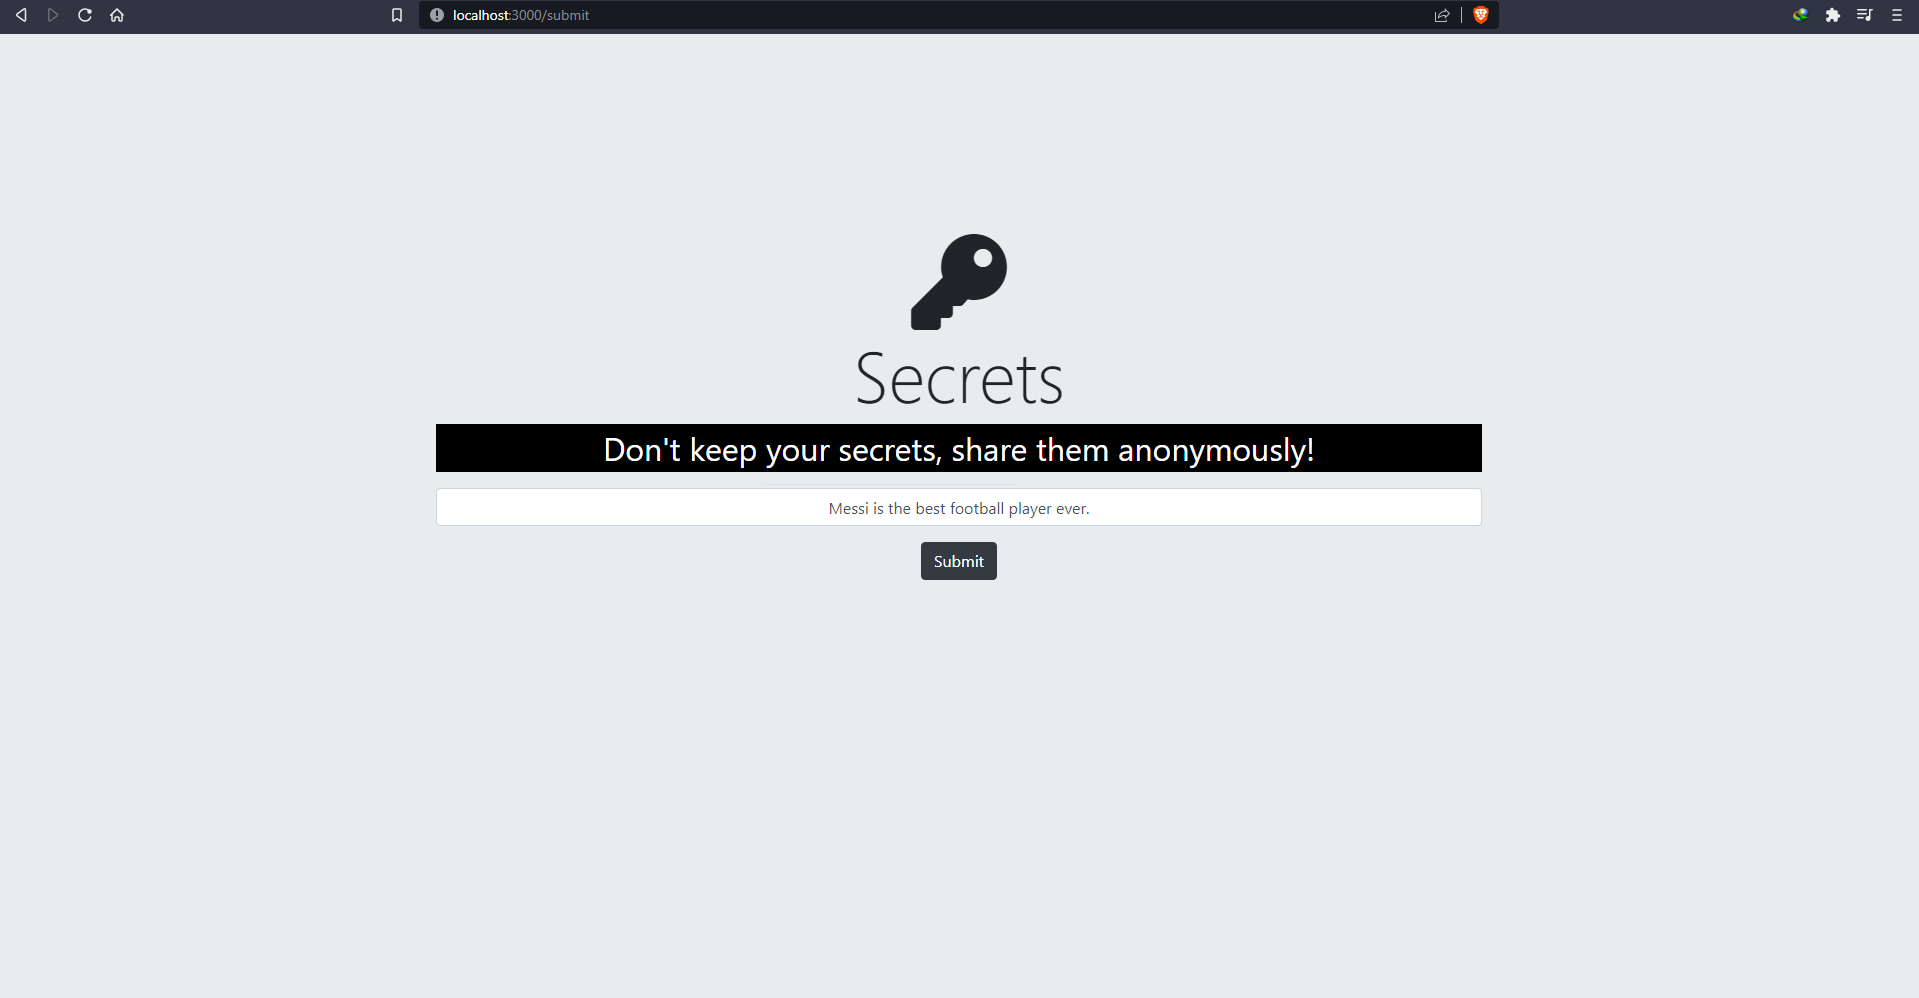 localhost:3000/submit
Secrets
Don't keep your secrets, share them anonymously!
Messi is the best football player ever.
Submit